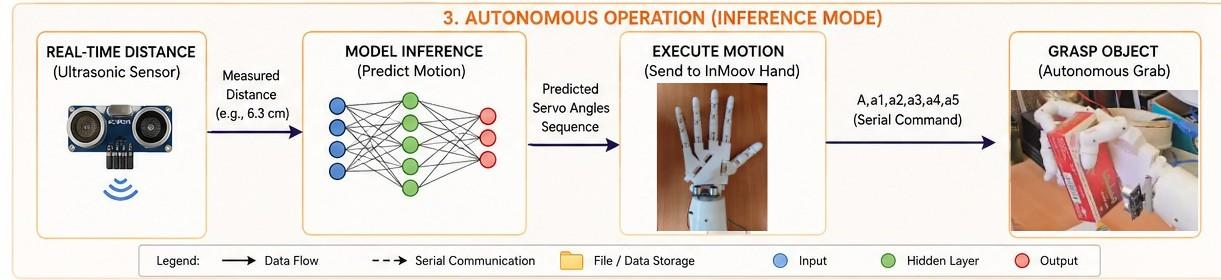 3. AUTONOMOUS OPERATION (INFERENCE MODE)
REAL-TIME DISTANCE
(Ultrasonic Sensor)
Measured
Distance
(e.g., 6.3 cm)
MODEL INFERENCE
(Predict Motion)
Predicted
Servo Angles
Sequence
EXECUTE MOTION
(Send to InMoov Hand)
A,a1,a2,a3,a4,a5
(Serial Command)
GRASP OBJECT
(Autonomous Grab)
Legend:
Data Flow
Serial Communication
File / Data Storage
Input
Hidden Layer
Output